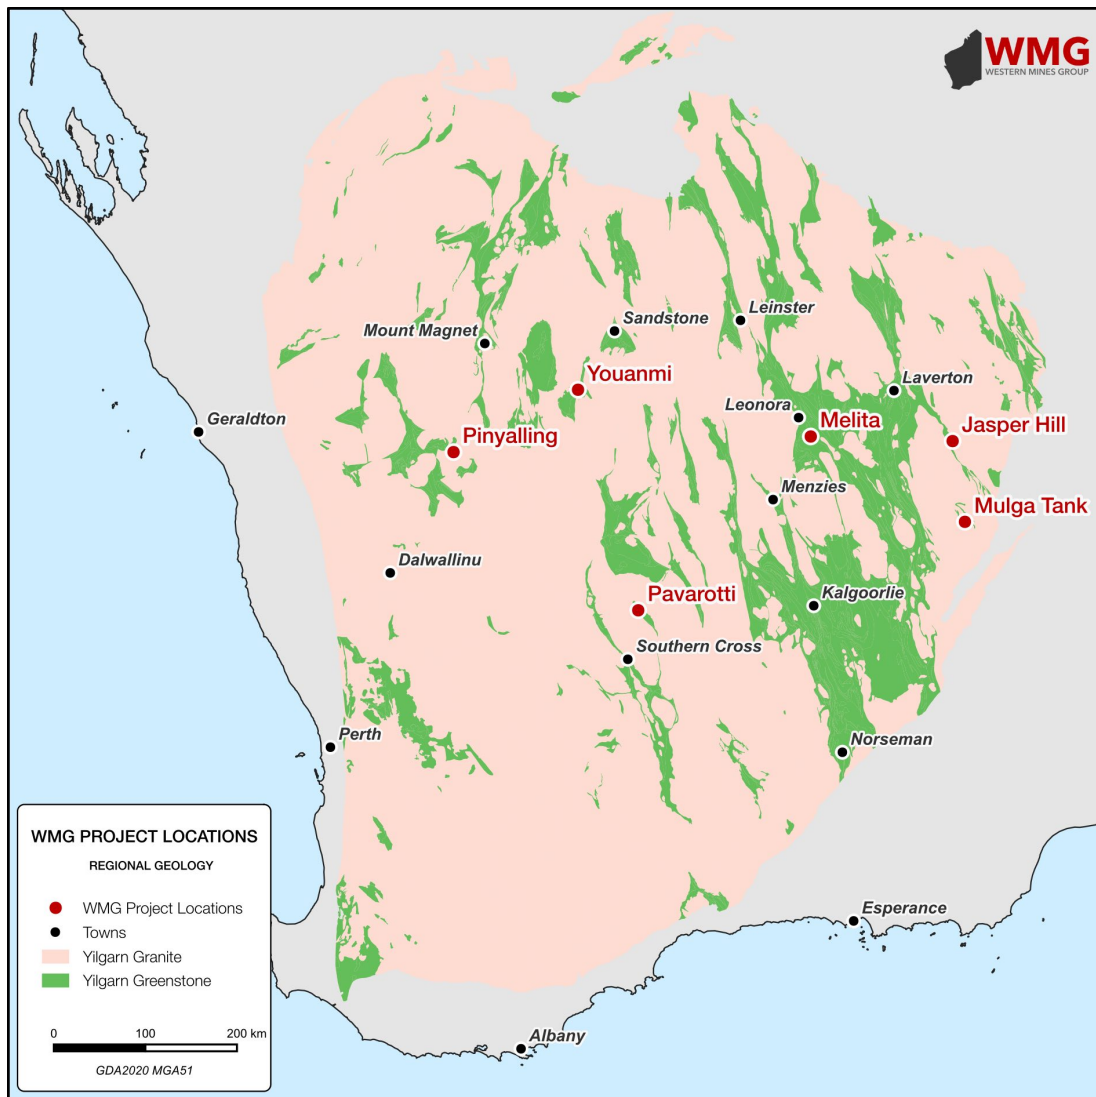 WMG
WESTERN MINES GROUP
Leinster
Sandstone
Mount Magnet
Youanmi
Laverton
Leonora
Melita
Jasper Hill
Geraldton
Pinyalling
Menzies
Mulga Tank
Dalwallinu
Pavarotti
Kalgoorlie
Southern Cross
Perth
Norseman
Esperance
Albany
WMG PROJECT LOCATIONS
REGIONAL GEOLOGY
WMG Project Locations
Towns
Yilgarn Granite
Yilgarn Greenstone
0 100 200 km
GDA2020 MGA51